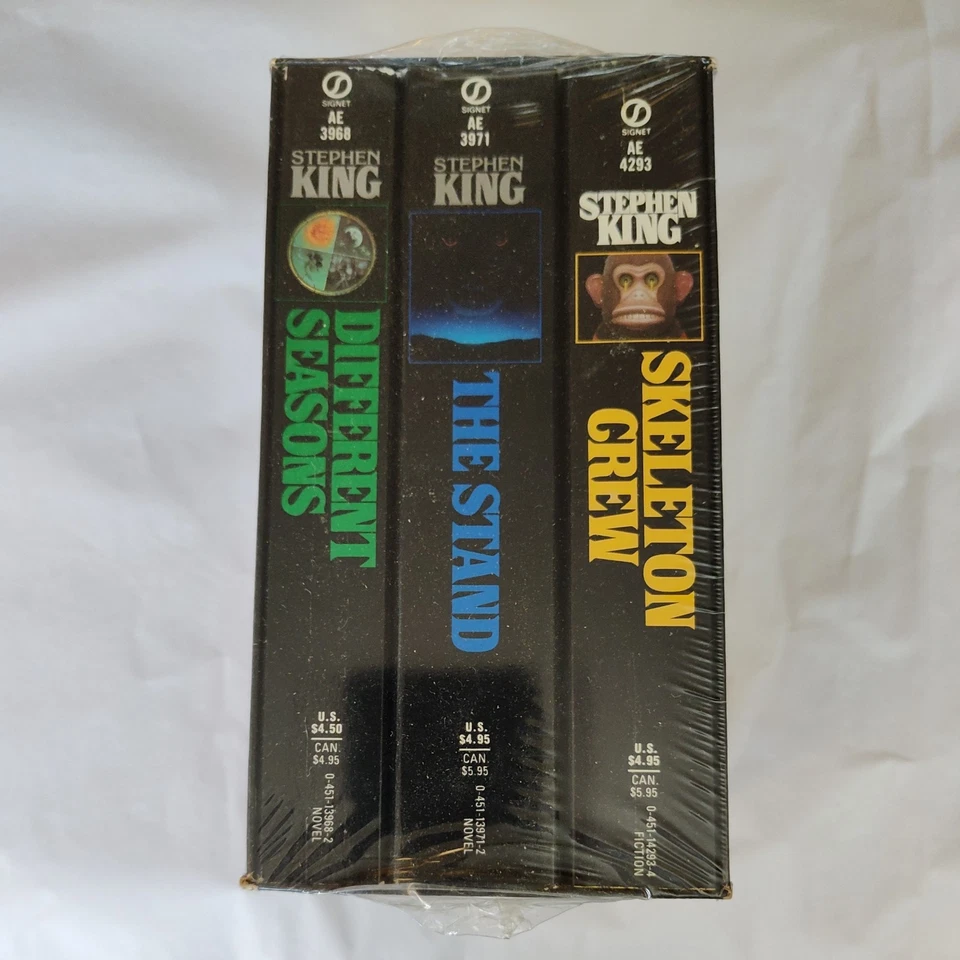 SIGNET
AE
3968
STEPHEN
KING
DIFFERENT
SEASONS
U.S.
$4.50
CAN.
$4.95
0-451-13968-2
NOVEL
SIGNET
AE
3971
STEPHEN
KING
THE STAND
U.S.
$4.95
CAN.
$5.95
0-451-13971-2
NOVEL
SIGNET
AE
4293
STEPHEN
KING
SKELETON
CREW
U.S.
$4.95
CAN.
$5.95
0-451-14293-4
FICTION